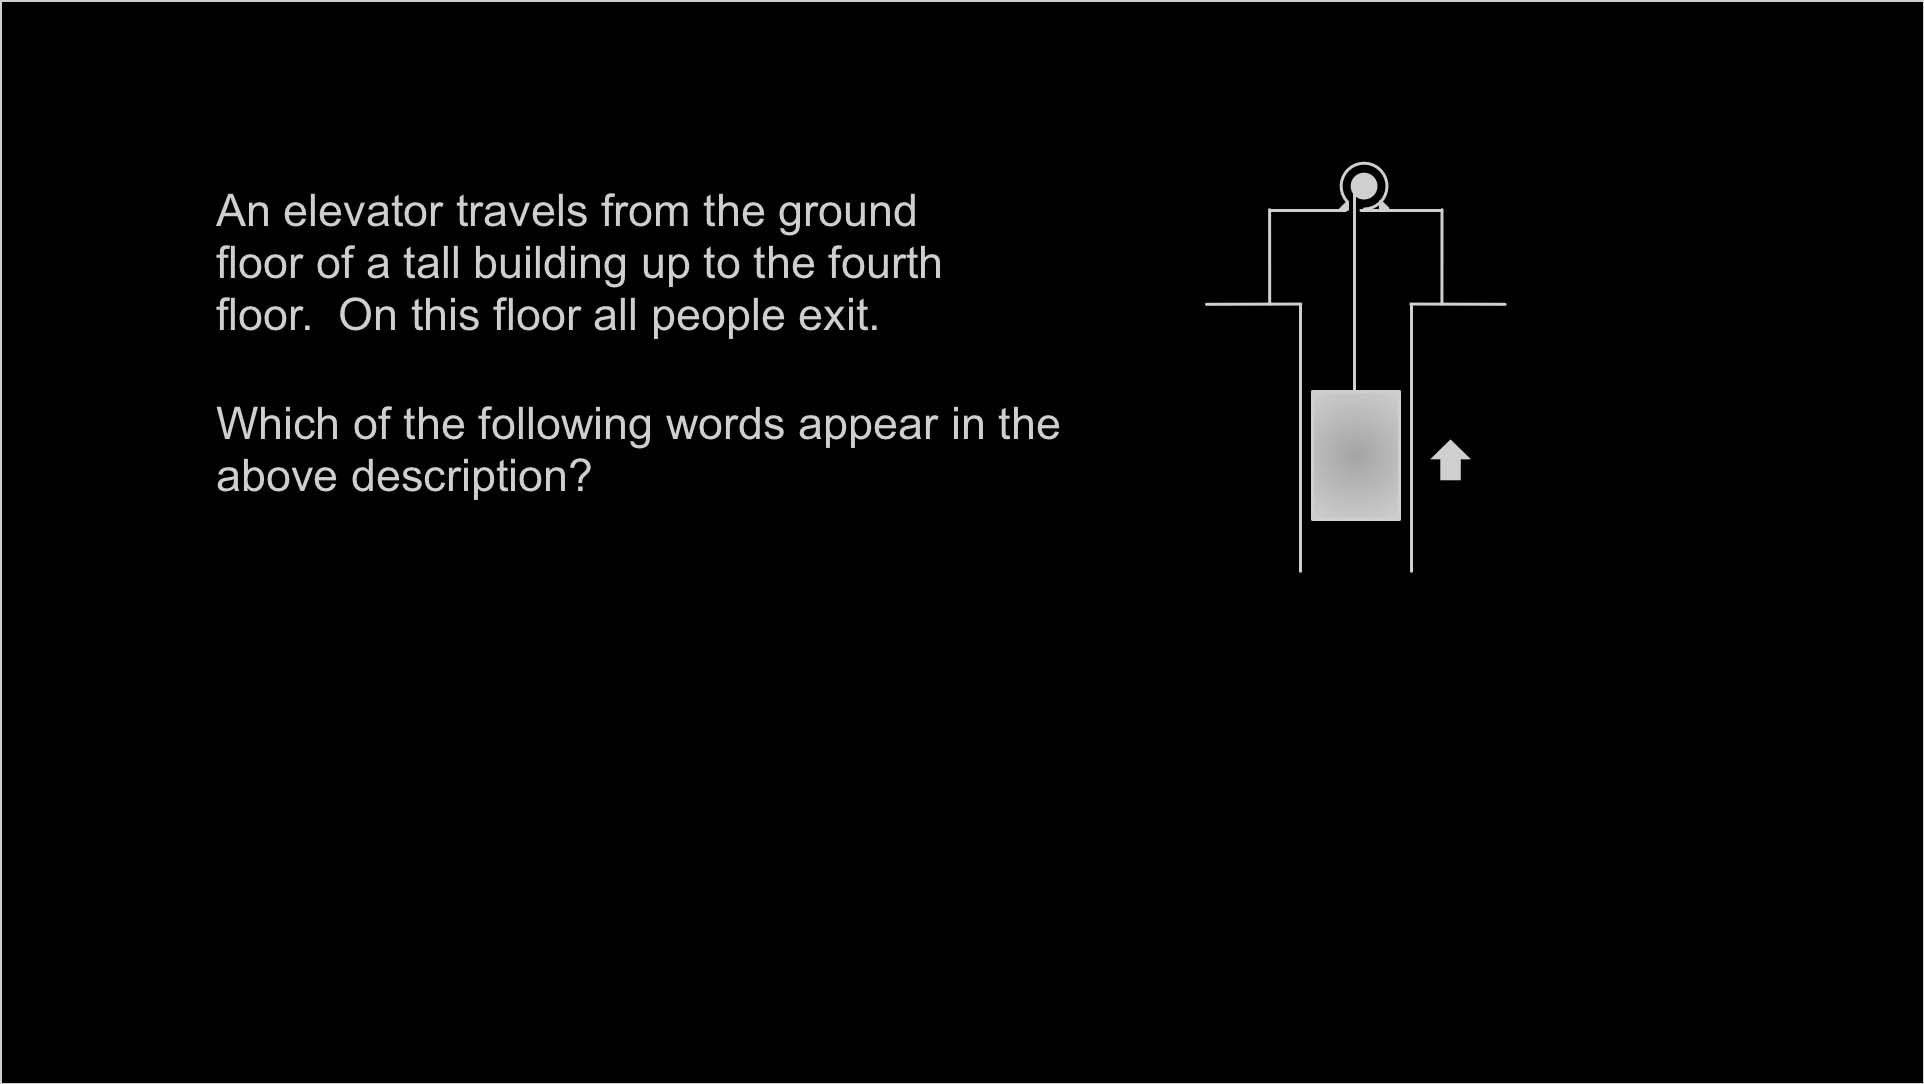 An elevator travels from the ground
floor of a tall building up to the fourth
floor.  On this floor all people exit.
Which of the following words appear in the
above description?